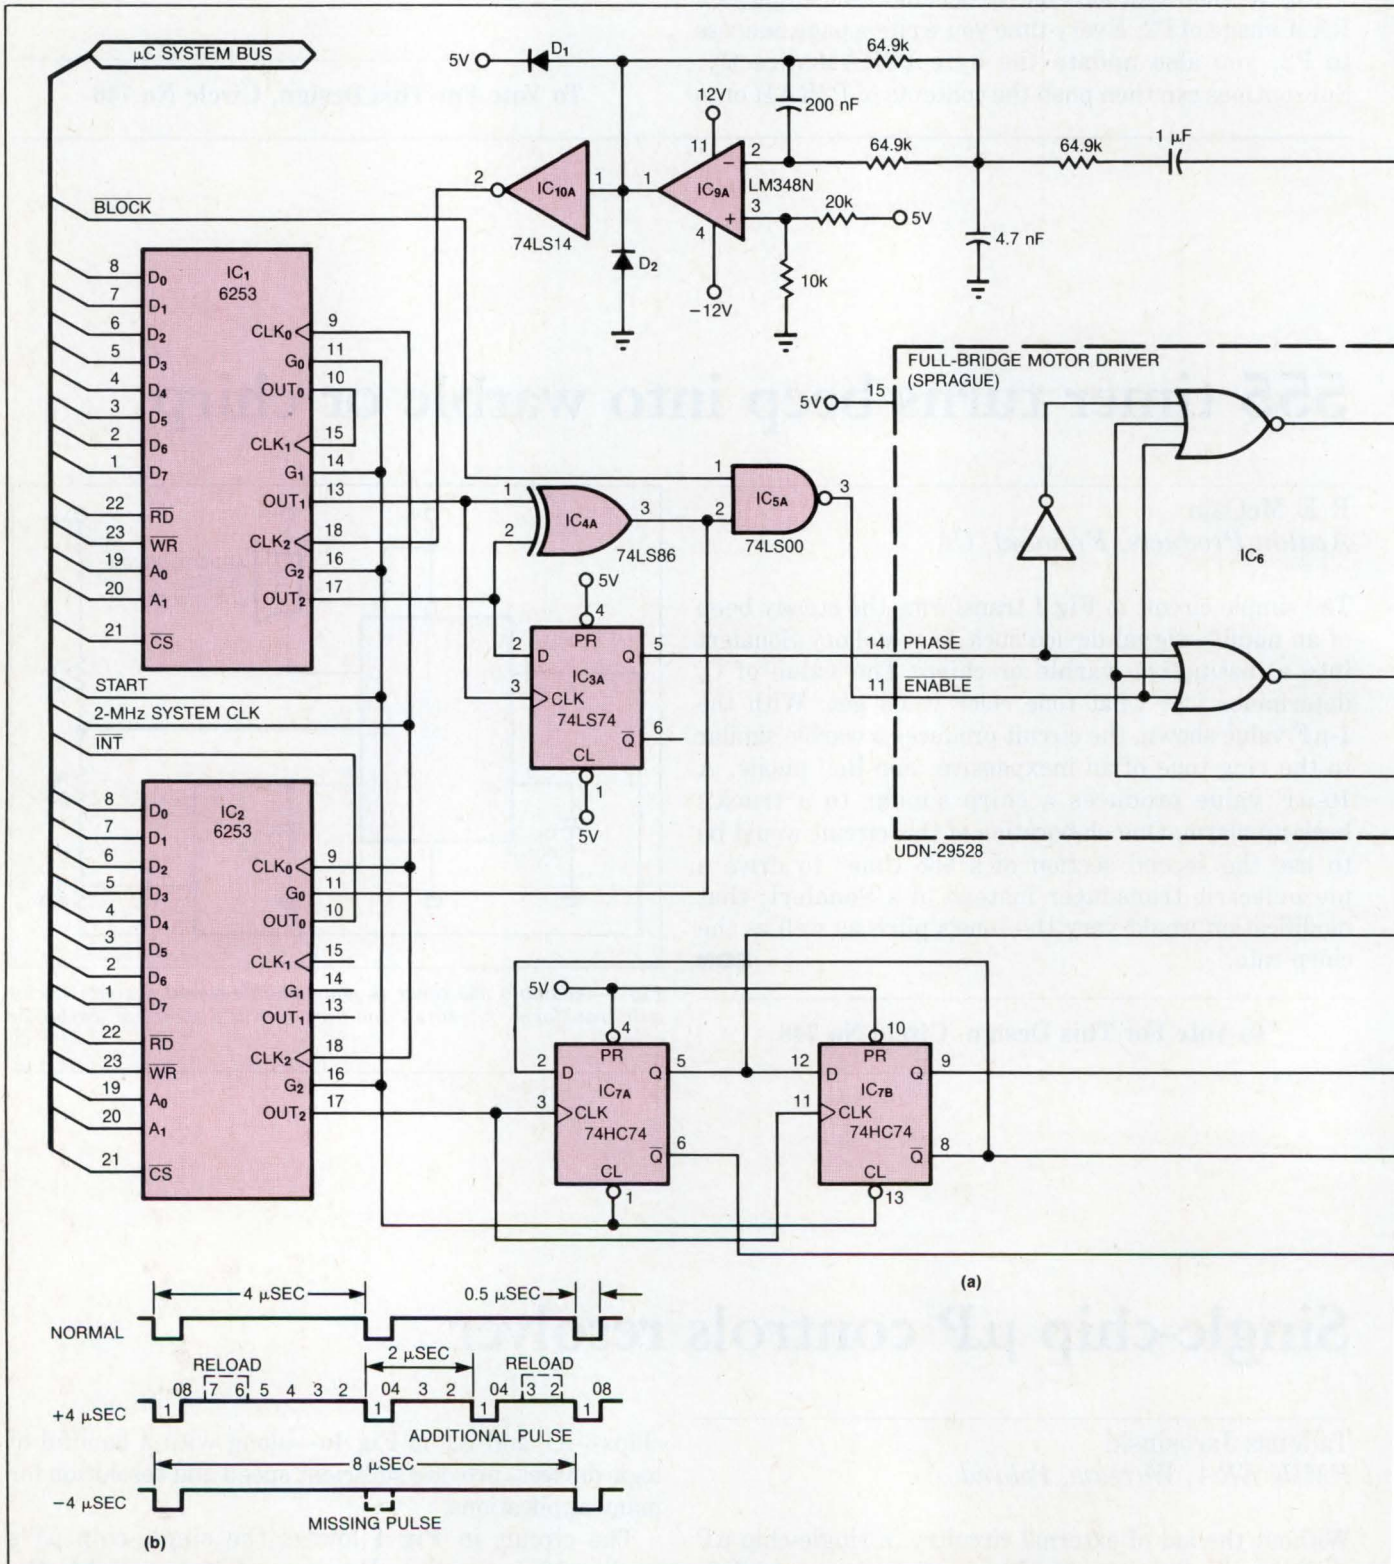 μC SYSTEM BUS
BLOCK
8 D0
7 D1
6 D2
5 D3
4 D4
3 D5
2 D6
1 D7
22 RD
23 WR
19 A0
20 A1
21 CS
IC1
6253
CLK0 9
G0 11
OUT0 10
CLK1 15
G1 14
OUT1 13
CLK2 18
G2 16
OUT2 17
START
2-MHz SYSTEM CLK
INT
8 D0
7 D1
6 D2
5 D3
4 D4
3 D5
2 D6
1 D7
22 RD
23 WR
19 A0
20 A1
21 CS
IC2
6253
CLK0 9
G0 11
OUT0 10
CLK1 15
G1 14
OUT1 13
CLK2 18
G2 16
OUT2 17
5V D1
2 IC10A 1
74LS14
D2
12V
11
1 IC9A 2
LM348N
3
4
−12V
200 nF
64.9k
64.9k
64.9k
1 μF
4.7 nF
20k
5V
10k
1
2
IC4A
3
74LS86
1
2
IC5A
3
74LS00
5V
4
PR
2 D Q 5
IC3A
3 CLK
74LS74
Q 6
CL
1
5V
FULL-BRIDGE MOTOR DRIVER
(SPRAGUE)
5V 15
14 PHASE
11 ENABLE
IC6
UDN-29528
5V
4
PR
2 D Q 5
IC7A
3 CLK
74HC74
Q 6
CL
1
10
PR
12 D Q 9
IC7B
11 CLK
74HC74
Q 8
CL
13
(a)
4 μSEC 0.5 μSEC
NORMAL
RELOAD 2 μSEC RELOAD
08 7 6 5 4 3 2 04 3 2 04 3 2 08
+4 μSEC 1 1 1 1
ADDITIONAL PULSE
8 μSEC
−4 μSEC
MISSING PULSE
(b)